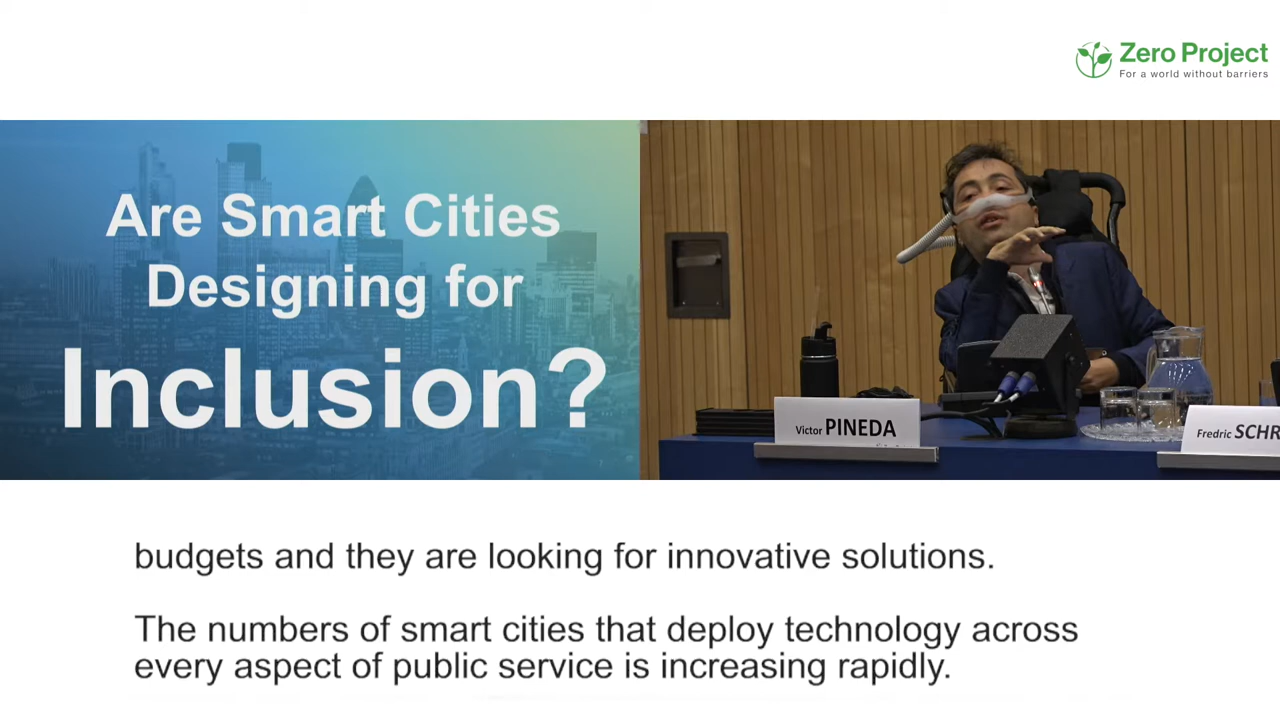 Zero Project
For a world without barriers
Are Smart Cities
Designing for
Inclusion?
Victor PINEDA
Fredric SCHR
budgets and they are looking for innovative solutions.
The numbers of smart cities that deploy technology across
every aspect of public service is increasing rapidly.